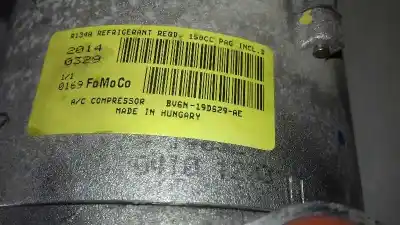 R134A REFRIGERANT REQD. 150CC PAG INCL.
2014
0329
1/1
0169 FoMoCo
A/C COMPRESSOR BV6N-19D629-AE
MADE IN HUNGARY